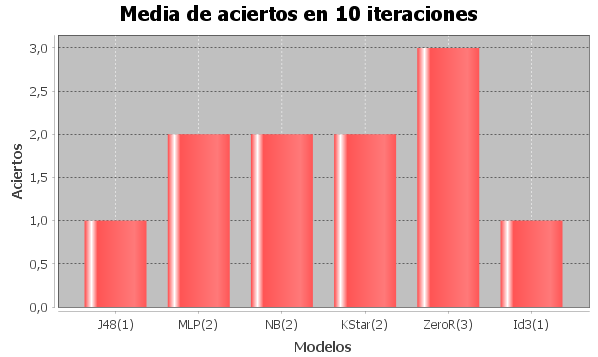 Media de aciertos en 10 iteraciones
3,0
2,5
2,0
1,5
1,0
0,5
0,0
Aciertos
J48(1) MLP(2) NB(2) KStar(2) ZeroR(3) Id3(1)
Modelos